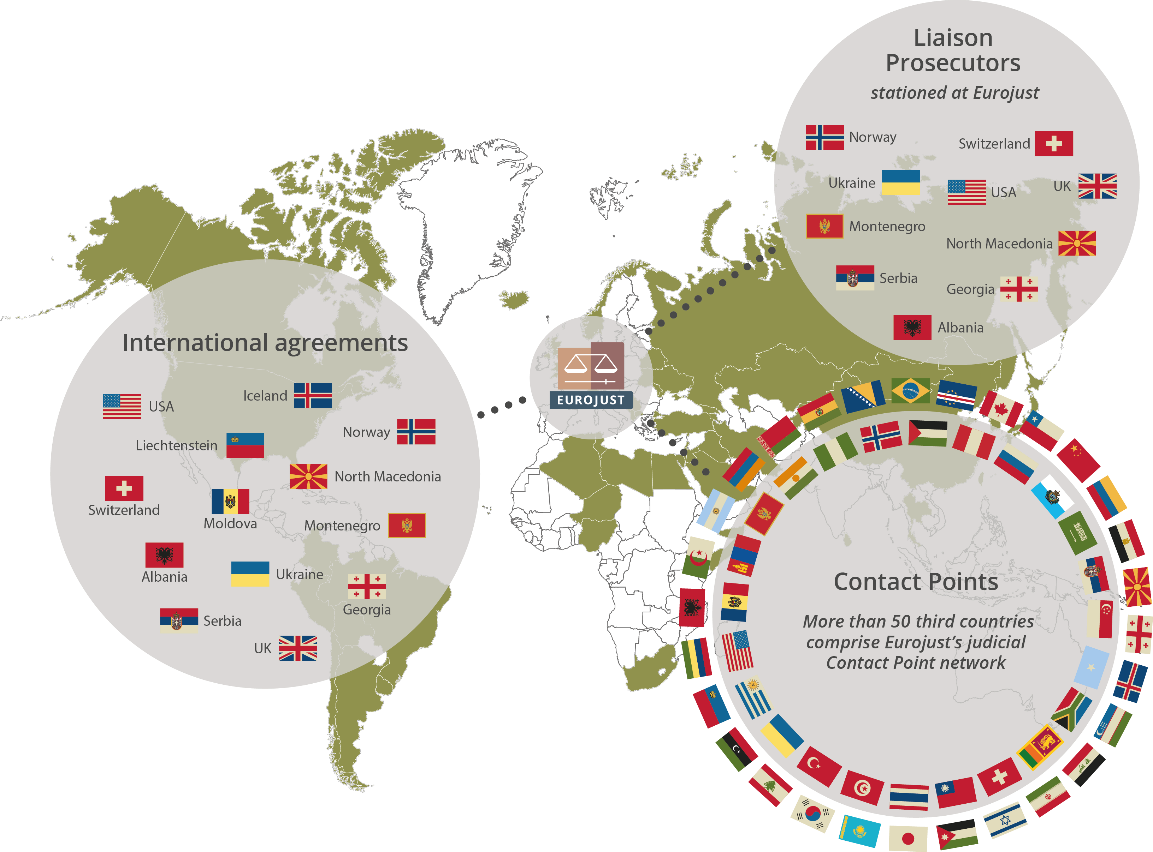 Liaison
Prosecutors
stationed at Eurojust
Norway
Switzerland
Ukraine
USA
UK
Montenegro
North Macedonia
Serbia
Georgia
Albania
International agreements
USA
Iceland
Norway
Liechtenstein
North Macedonia
Switzerland
Moldova
Montenegro
Albania
Ukraine
Georgia
Serbia
UK
EUROJUST
Contact Points
More than 50 third countries
comprise Eurojust's judicial
Contact Point network